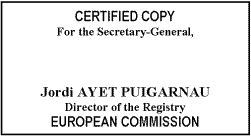 CERTIFIED COPY
For the Secretary-General,
Jordi AYET PUIGARNAU
Director of the Registry
EUROPEAN COMMISSION